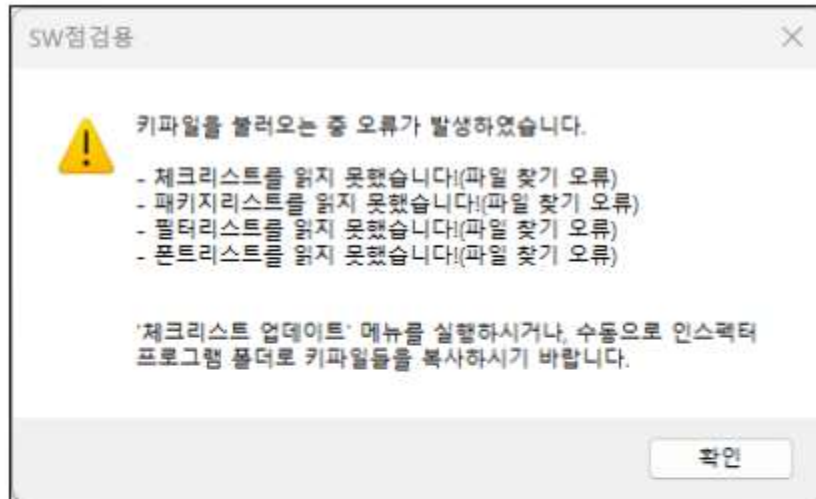 SW점검용
키파일을 불러오는 중 오류가 발생하였습니다.
- 체크리스트를 읽지 못했습니다!(파일 찾기 오류)
- 패키지리스트를 읽지 못했습니다!(파일 찾기 오류)
- 필터리스트를 읽지 못했습니다!(파일 찾기 오류)
- 폰트리스트를 읽지 못했습니다!(파일 찾기 오류)
'체크리스트 업데이트' 메뉴를 실행하시거나, 수동으로 인스펙터
프로그램 폴더로 키파일들을 복사하시기 바랍니다.
확인